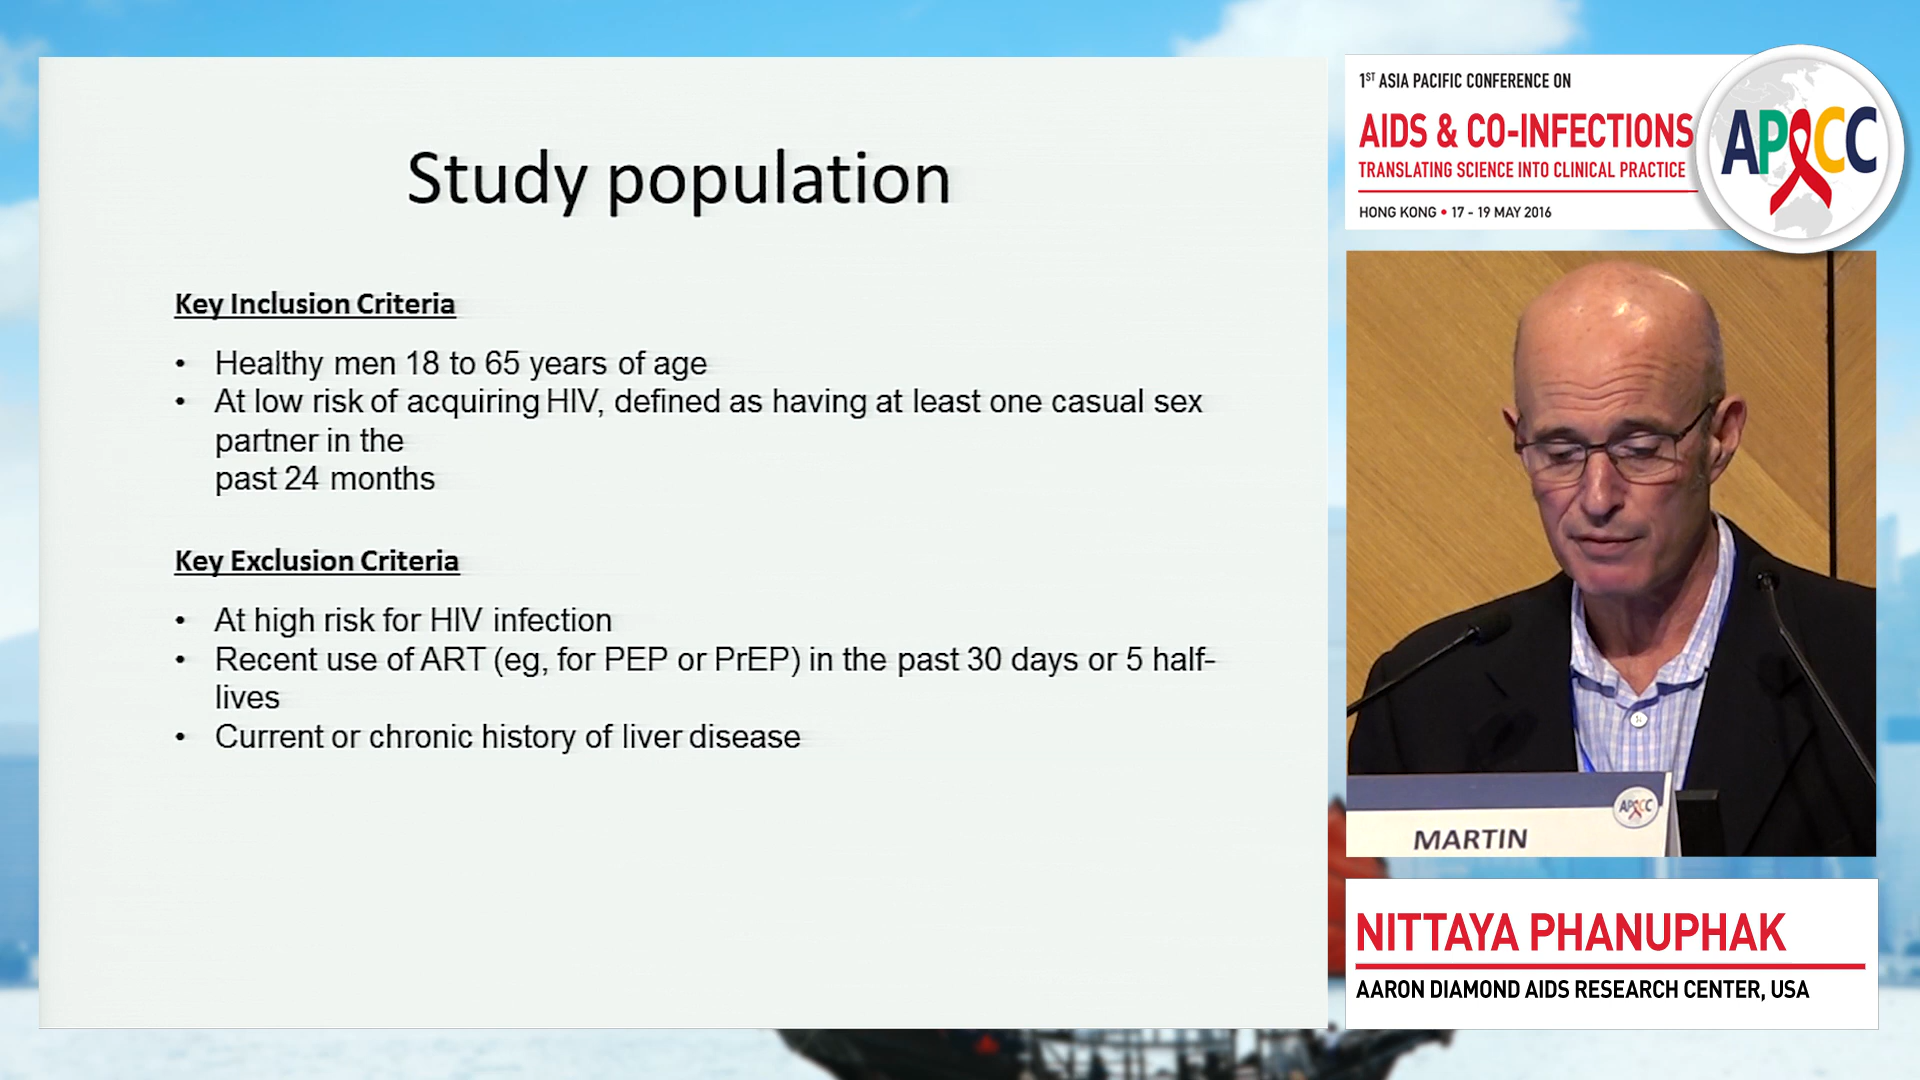 Study population
Key Inclusion Criteria
• Healthy men 18 to 65 years of age
• At low risk of acquiring HIV, defined as having at least one casual sex
partner in the
past 24 months
Key Exclusion Criteria
• At high risk for HIV infection
• Recent use of ART (eg, for PEP or PrEP) in the past 30 days or 5 half-
lives
• Current or chronic history of liver disease
1ST ASIA PACIFIC CONFERENCE ON
AIDS & CO-INFECTIONS
TRANSLATING SCIENCE INTO CLINICAL PRACTICE
HONG KONG • 17 - 19 MAY 2016
APACC
APACC
MARTIN
NITTAYA PHANUPHAK
AARON DIAMOND AIDS RESEARCH CENTER, USA